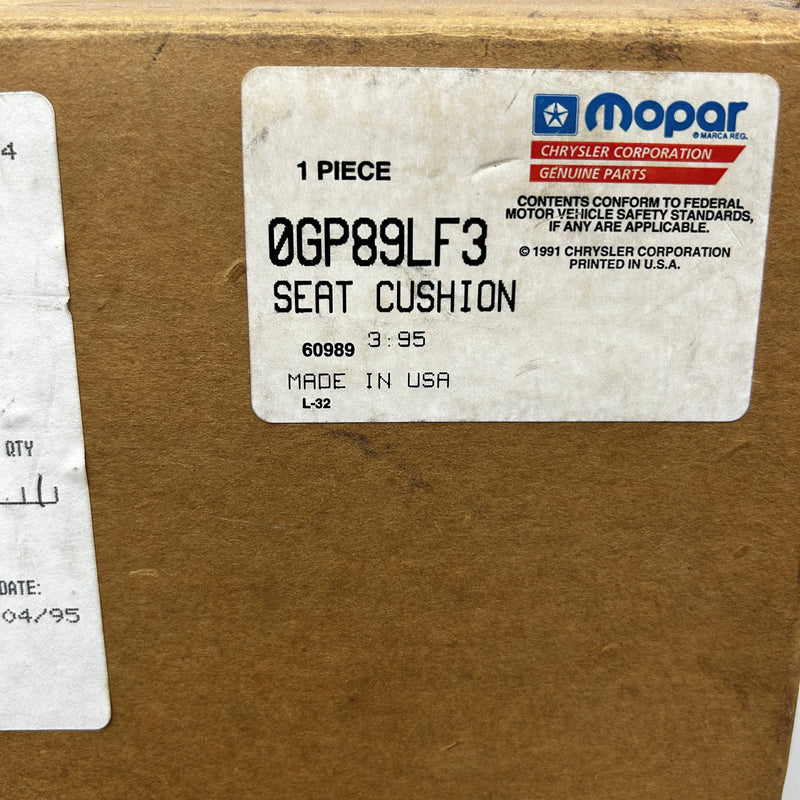 4
QTY
DATE:
04/95
Mopar
® MARCA REG.
CHRYSLER CORPORATION
GENUINE PARTS
1 PIECE
CONTENTS CONFORM TO FEDERAL
MOTOR VEHICLE SAFETY STANDARDS,
IF ANY ARE APPLICABLE.
0GP89LF3
© 1991 CHRYSLER CORPORATION
PRINTED IN U.S.A.
SEAT CUSHION
60989 3:95
MADE IN USA
L-32